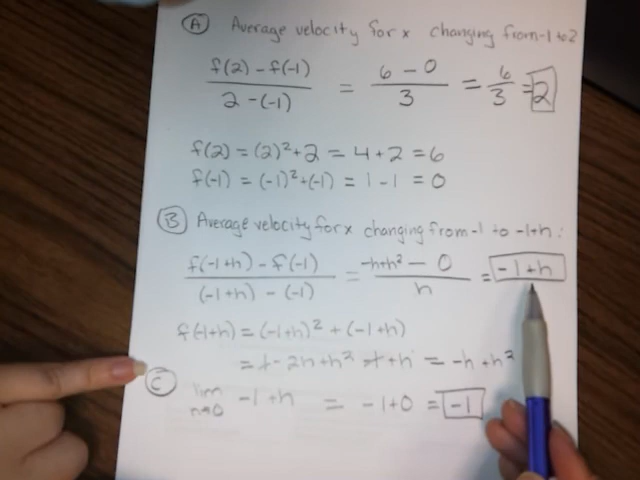 A Average velocity for x changing from -1 to 2
f(2) - f(-1) / 2 - (-1) = 6 - 0 / 3 = 6/3 = 2
f(2) = (2)² + 2 = 4 + 2 = 6
f(-1) = (-1)² + (-1) = 1 - 1 = 0
B Average velocity for x changing from -1 to -1+h:
f(-1+h) - f(-1) / (-1+h) - (-1) = -h+h² - 0 / h = -1+h
f(-1+h) = (-1+h)² + (-1+h)
= 1 - 2h + h² - 1 + h = -h + h²
C lim h→0 -1 + h = -1+0 = -1